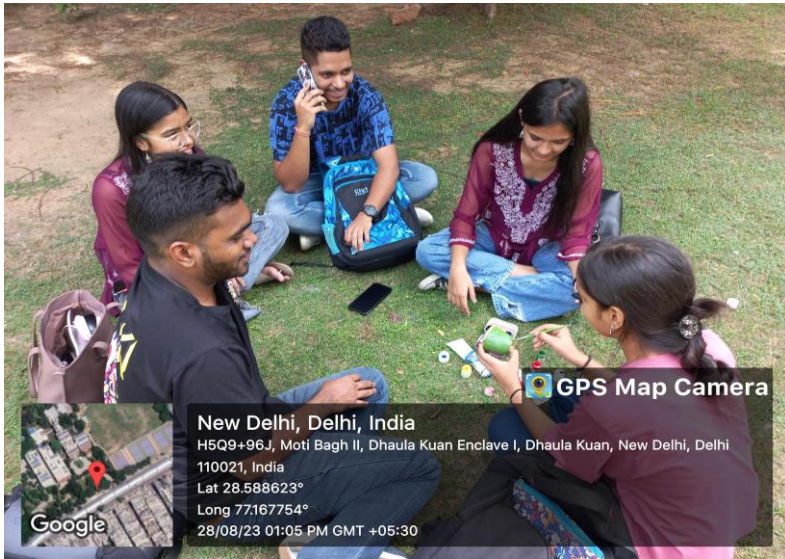 Rhct
GPS Map Camera
New Delhi, Delhi, India
H5Q9+96J, Moti Bagh II, Dhaula Kuan Enclave I, Dhaula Kuan, New Delhi, Delhi
110021, India
Lat 28.588623°
Long 77.167754°
28/08/23 01:05 PM GMT +05:30
Google